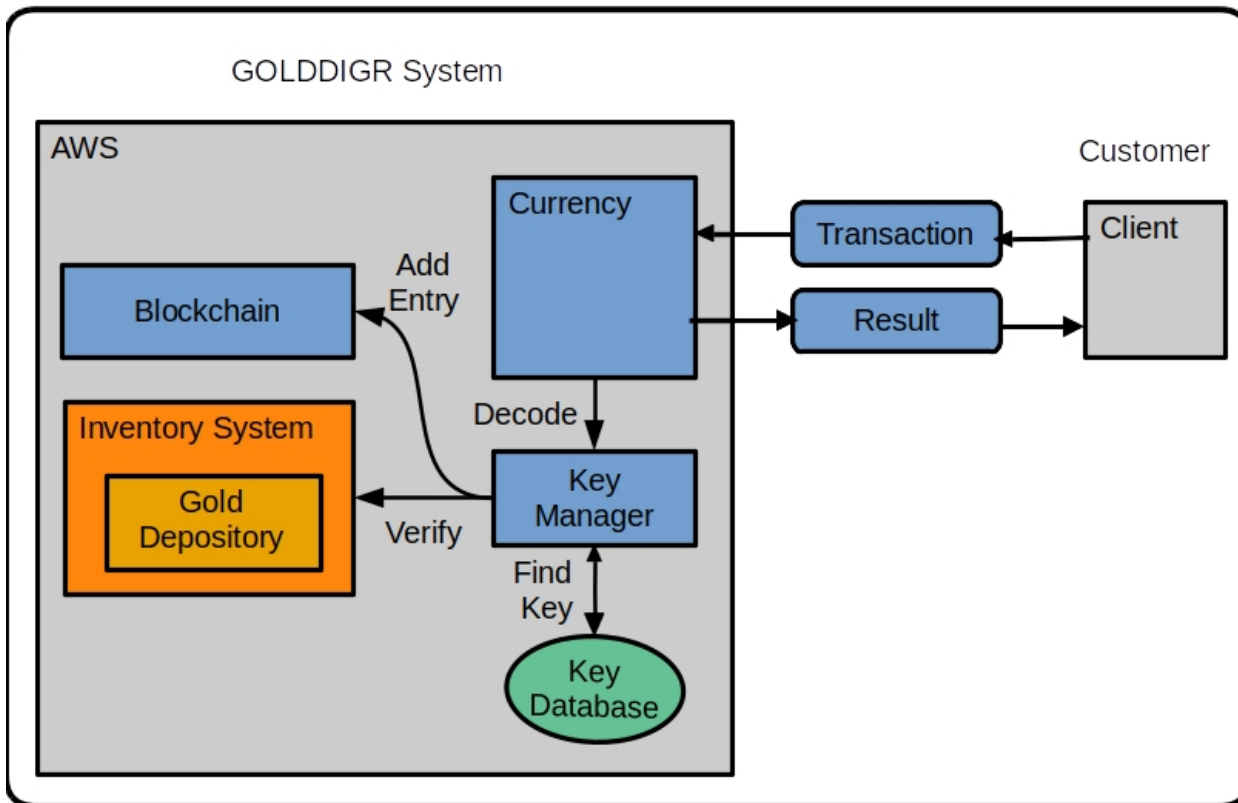 GOLDDIGR System
AWS
Customer
Currency
Transaction
Client
Add
Entry
Blockchain
Result
Decode
Inventory System
Key
Manager
Gold
Depository
Verify
Find
Key
Key
Database